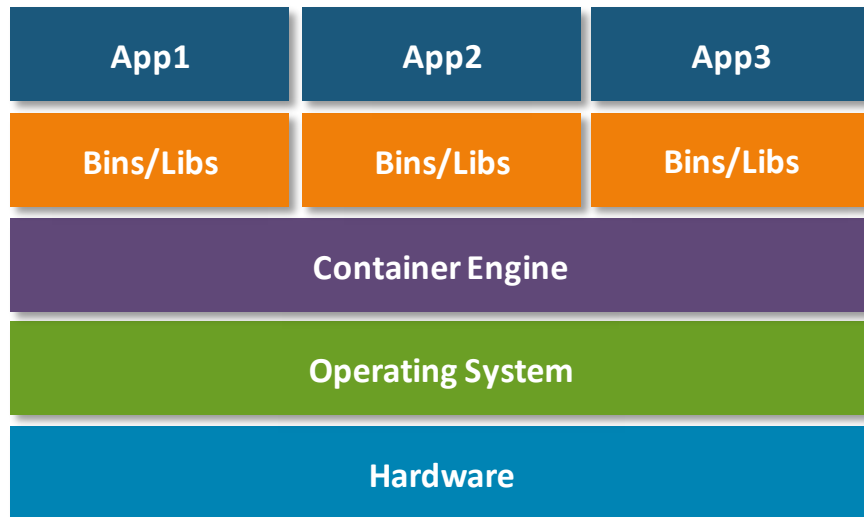 App1 App2 App3
Bins/Libs Bins/Libs Bins/Libs
Container Engine
Operating System
Hardware